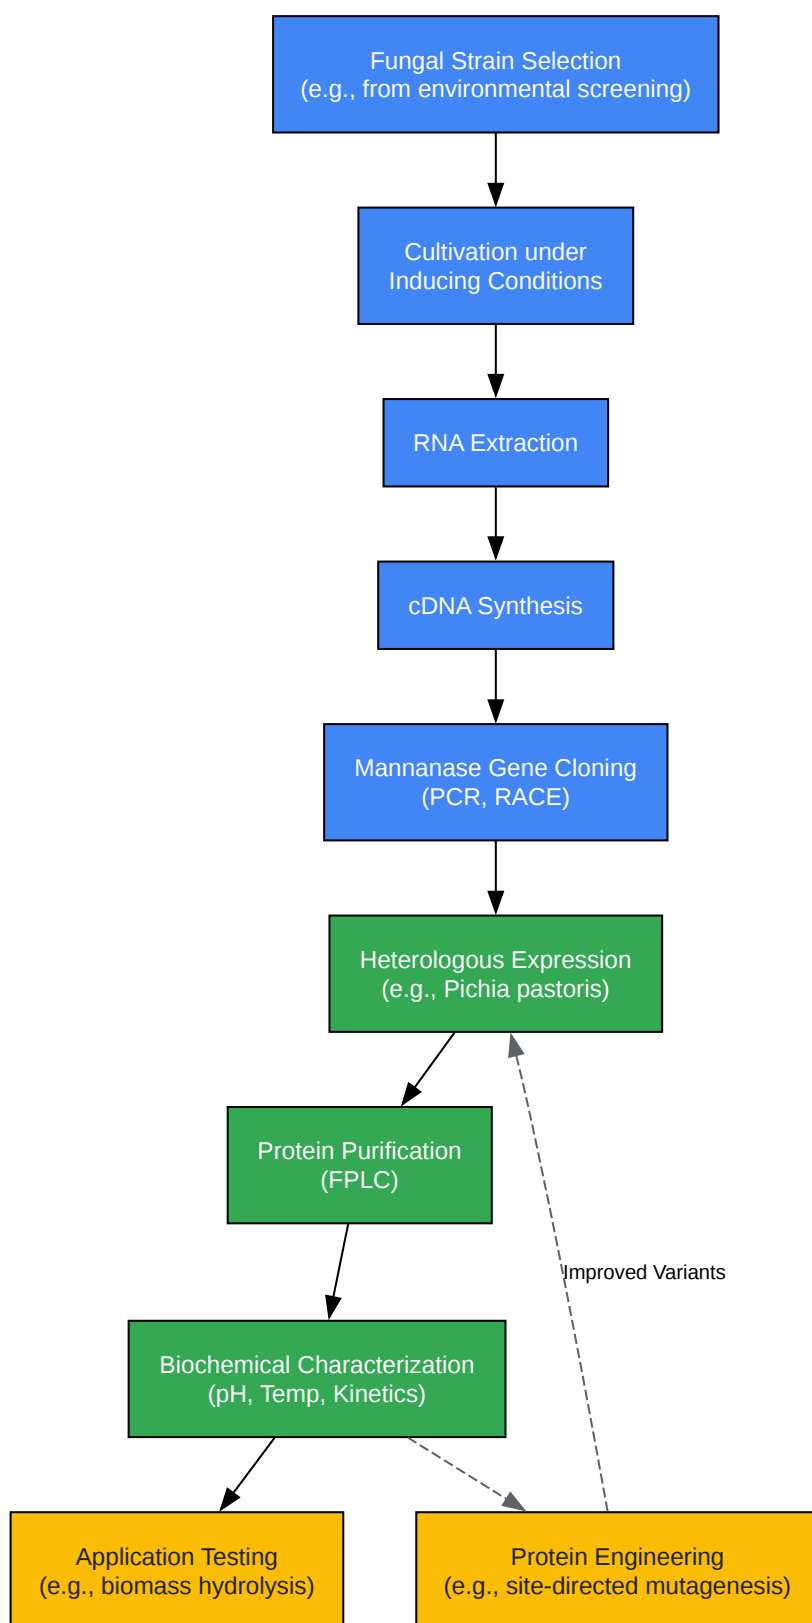 Fungal Strain Selection
(e.g., from environmental screening)
Cultivation under
Inducing Conditions
RNA Extraction
cDNA Synthesis
Mannanase Gene Cloning
(PCR, RACE)
Heterologous Expression
(e.g., Pichia pastoris)
Protein Purification
(FPLC)
Improved Variants
Biochemical Characterization
(pH, Temp, Kinetics)
Application Testing
(e.g., biomass hydrolysis)
Protein Engineering
(e.g., site-directed mutagenesis)